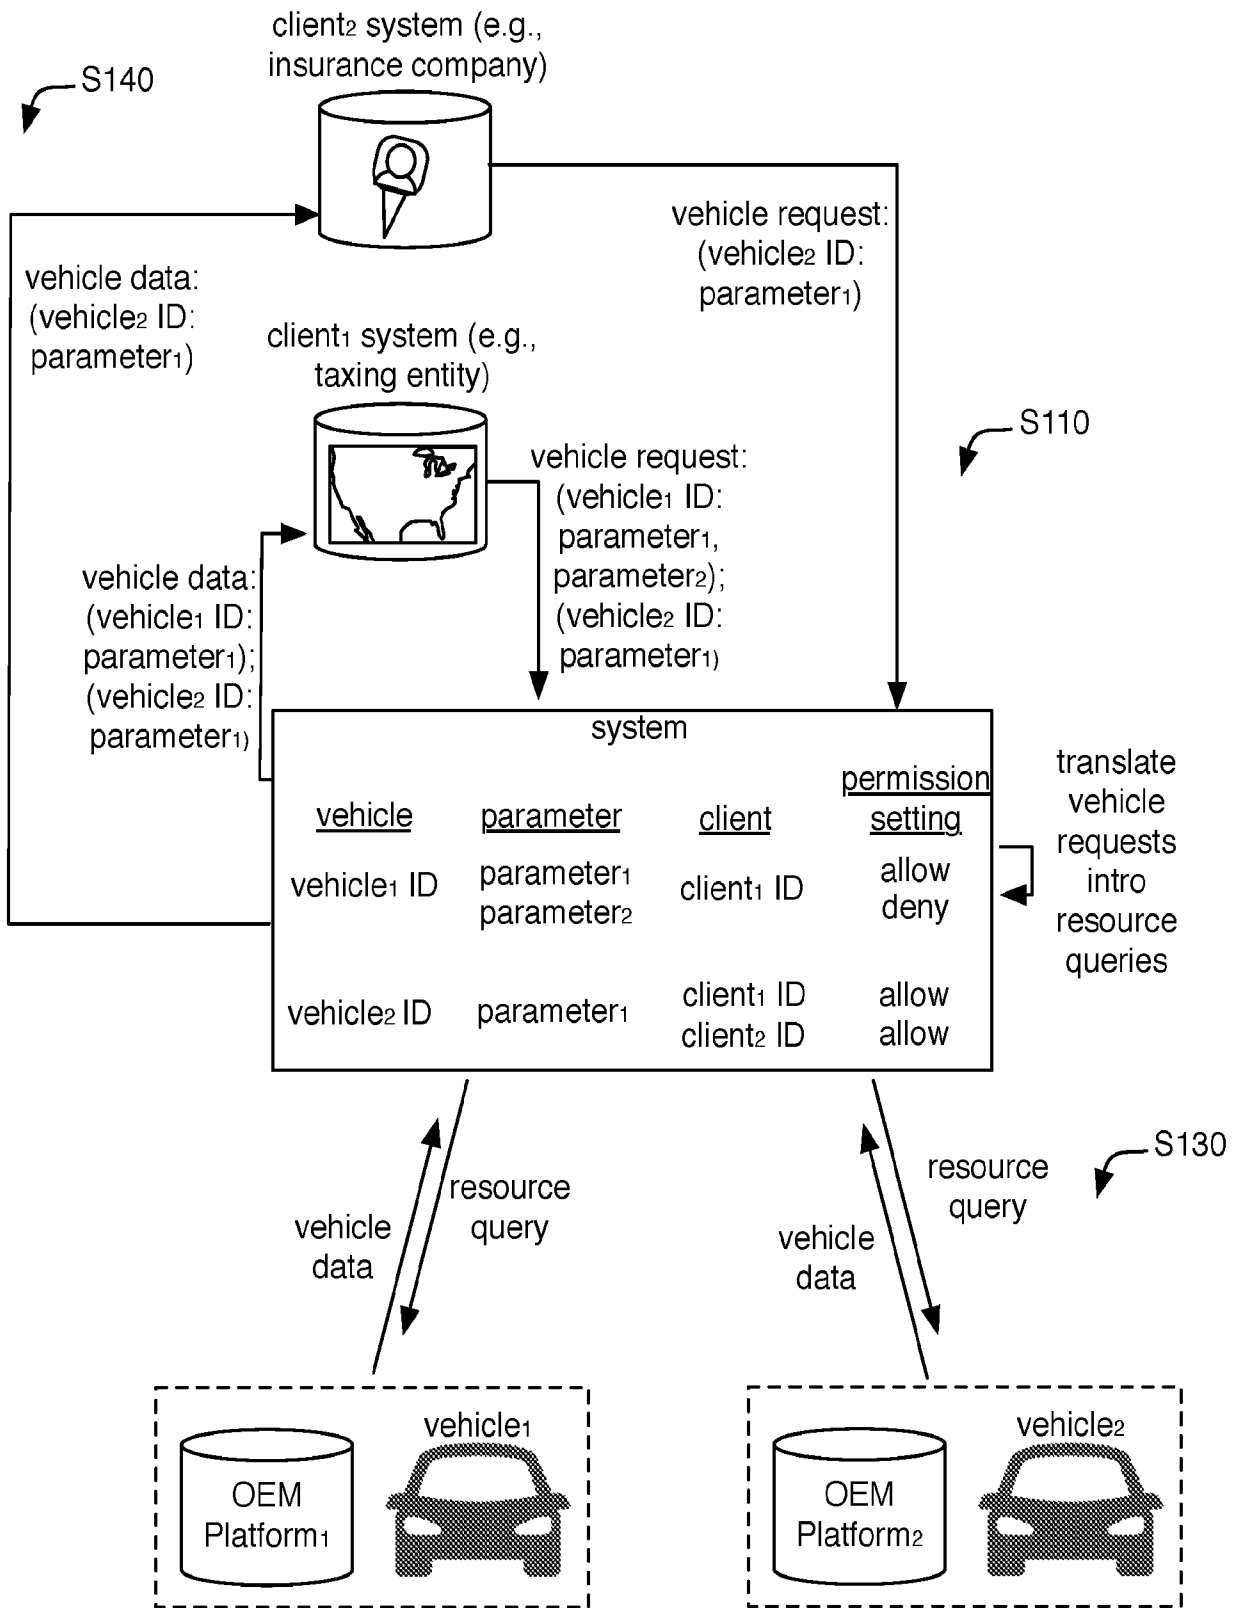 client₂ system (e.g.,
insurance company)
S140
vehicle request:
(vehicle₂ ID:
parameter₁)
vehicle data:
(vehicle₂ ID:
parameter₁)
client₁ system (e.g.,
taxing entity)
S110
vehicle request:
(vehicle₁ ID:
parameter₁,
parameter₂);
(vehicle₂ ID:
parameter₁)
vehicle data:
(vehicle₁ ID:
parameter₁);
(vehicle₂ ID:
parameter₁)
system
vehicle parameter client permission
setting
vehicle₁ ID parameter₁ client₁ ID allow
parameter₂ deny
vehicle₂ ID parameter₁ client₁ ID allow
client₂ ID allow
translate
vehicle
requests
intro
resource
queries
S130
resource
query
vehicle
data
resource
query
vehicle
data
vehicle₁
OEM
Platform₁
vehicle₂
OEM
Platform₂